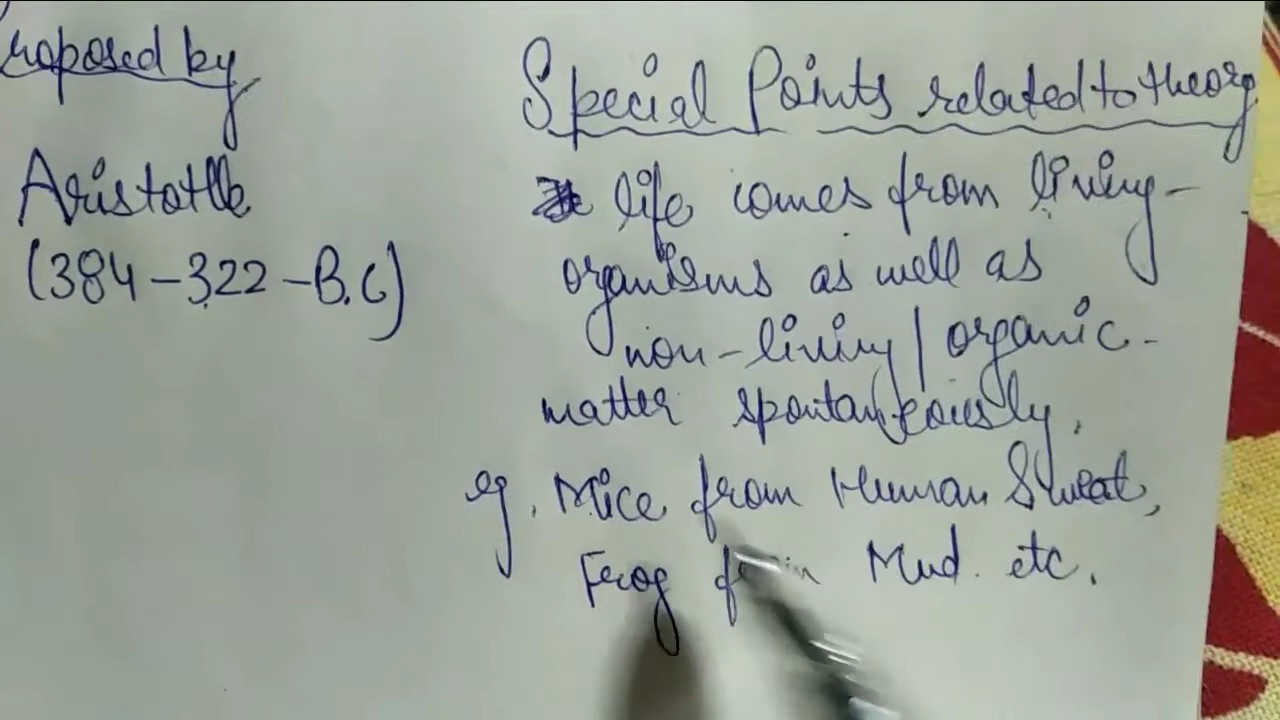 roposed by
Aristotle
(384-322-B.C)
Special Points related to theory
life comes from living-
organisms as well as
non-living/organic-
matter spontaneously.
eg. Mice from Human Sweat,
Frog from Mud. etc.